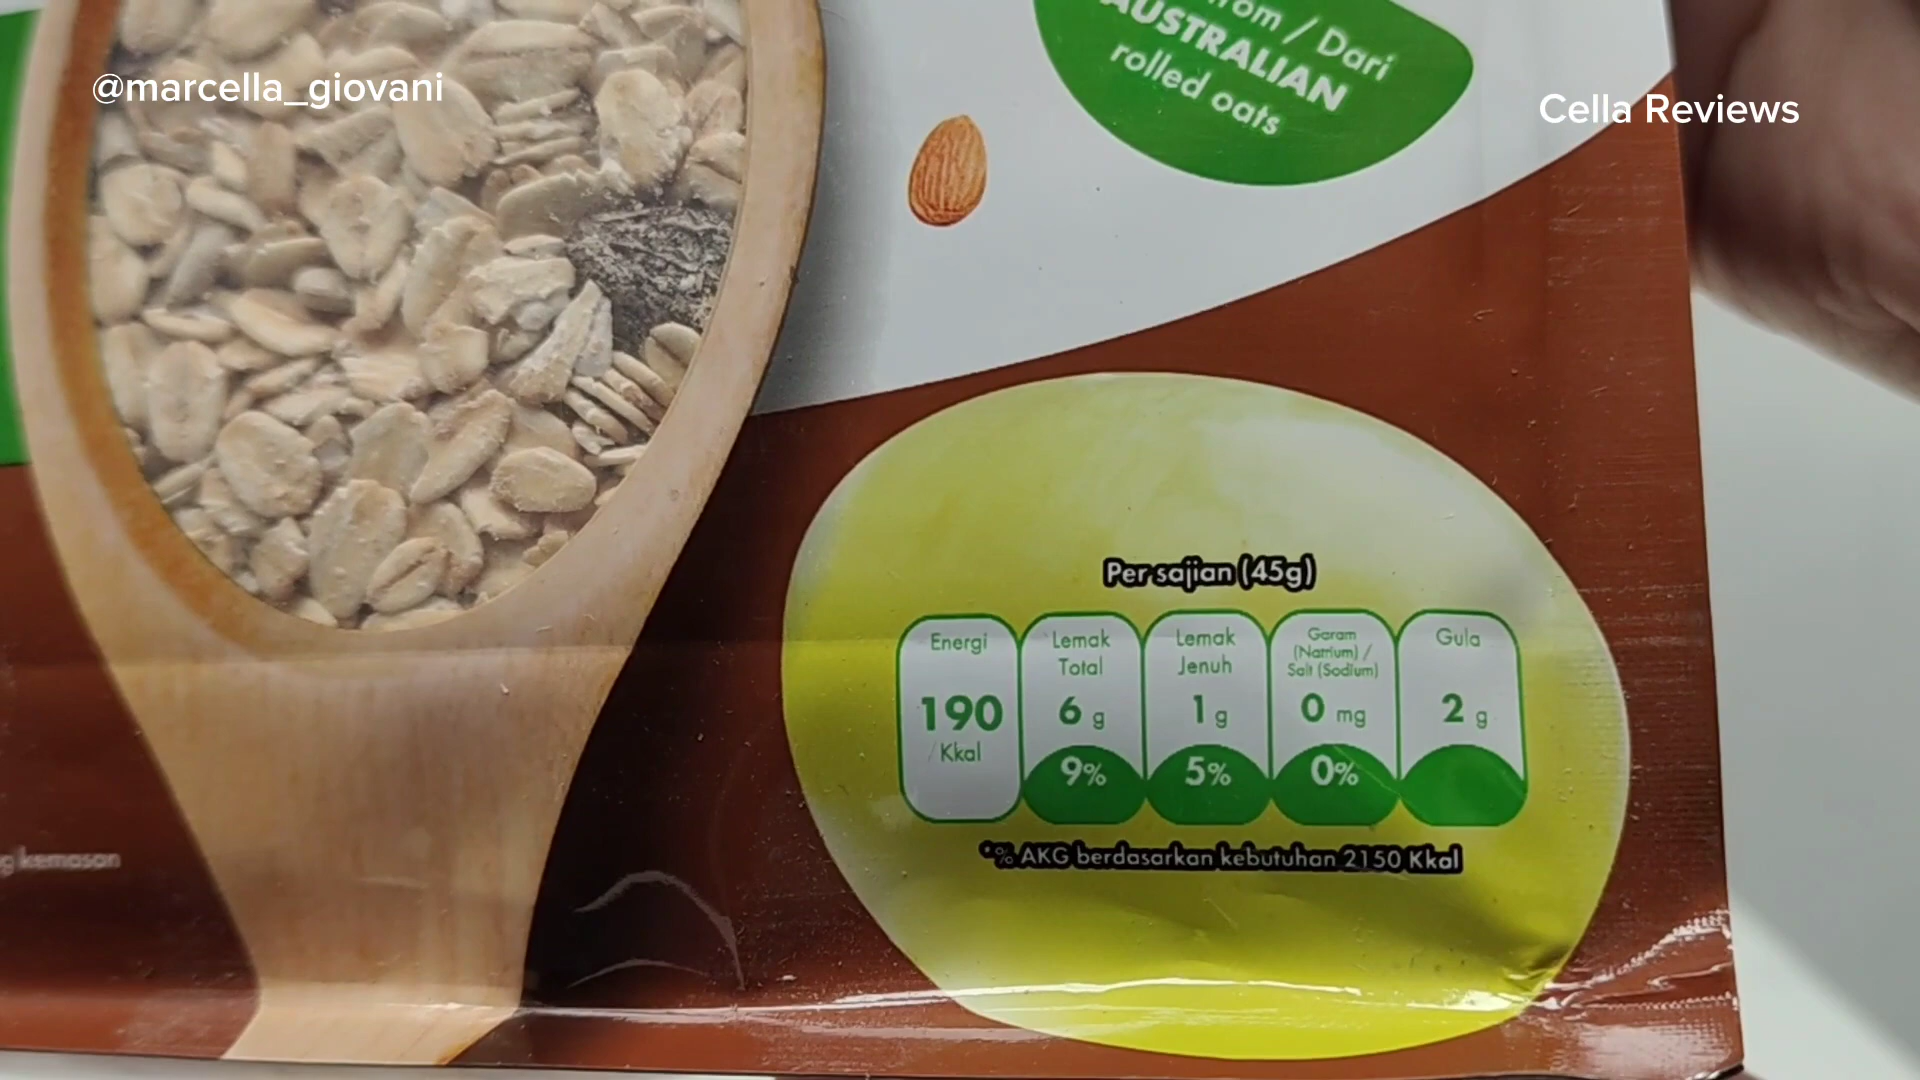 @marcella_giovani
Cella Reviews
from / Dari
AUSTRALIAN
rolled oats
Per sajian (45g)
Energi
190
/ Kkal
Lemak
Total
6 g
9%
Lemak
Jenuh
1 g
5%
Garam
(Natrium) /
Salt (Sodium)
0 mg
0%
Gula
2 g
*% AKG berdasarkan kebutuhan 2150 Kkal
kemasan